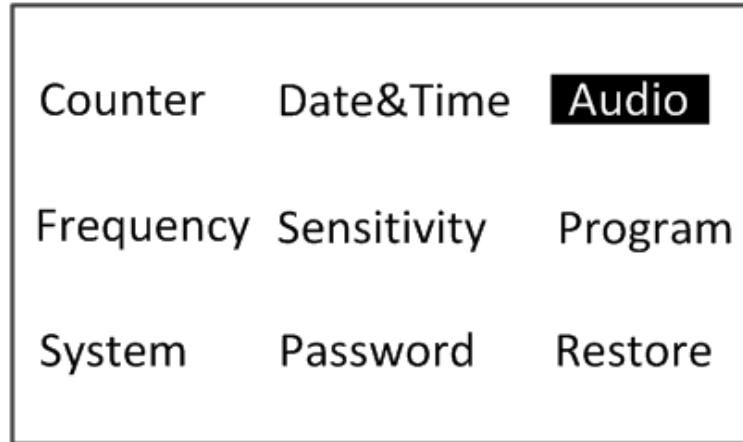 Counter Date&Time Audio
Frequency Sensitivity Program
System Password Restore